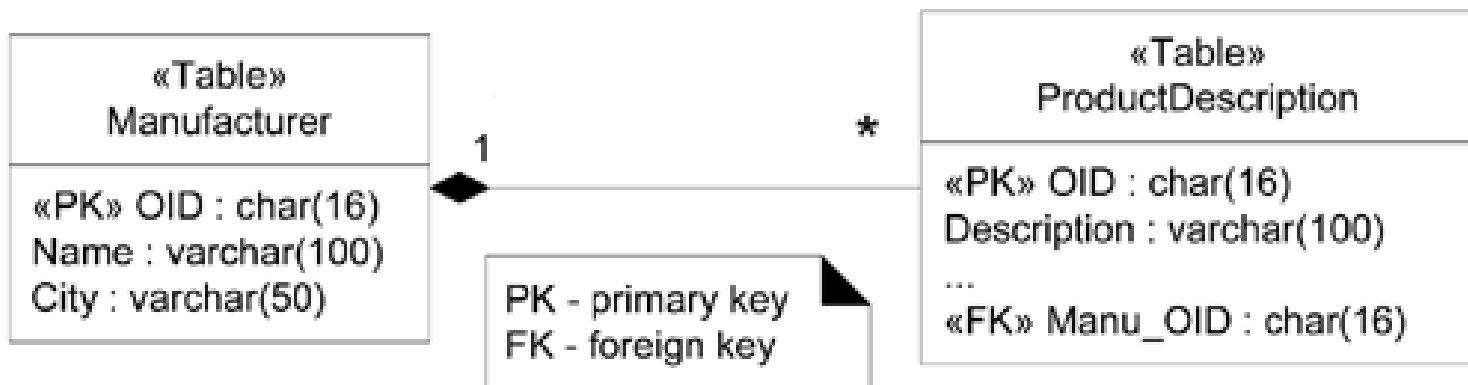 «Table»
Manufacturer
«PK» OID : char(16)
Name : varchar(100)
City : varchar(50)
1
*
PK - primary key
FK - foreign key
«Table»
ProductDescription
«PK» OID : char(16)
Description : varchar(100)
...
«FK» Manu_OID : char(16)